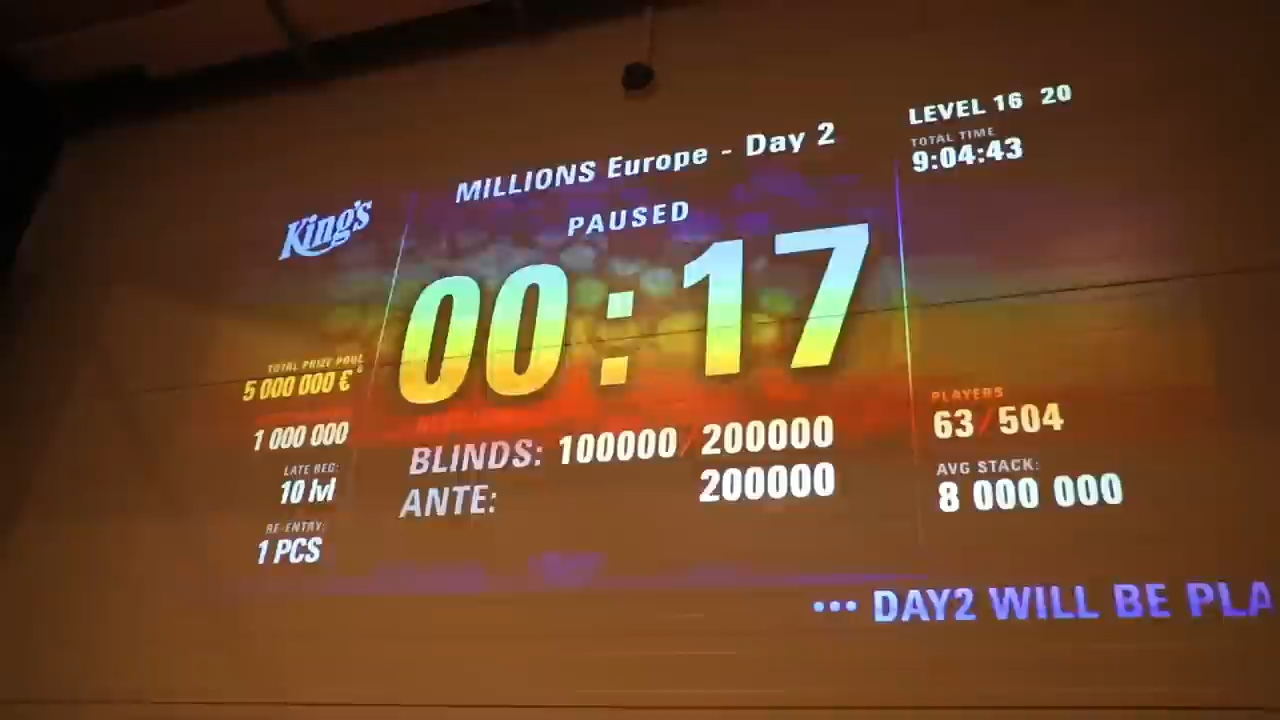 MILLIONS Europe - Day 2
LEVEL 16 20
TOTAL TIME
9:04:43
King's
PAUSED
00:17
TOTAL PRIZE POOL
5 000 000 €
1 000 000
LATE REG:
10 lvl
RE-ENTRY:
1 PCS
BLINDS: 100000/200000
ANTE: 200000
PLAYERS
63/504
AVG STACK:
8 000 000
••• DAY2 WILL BE PLA